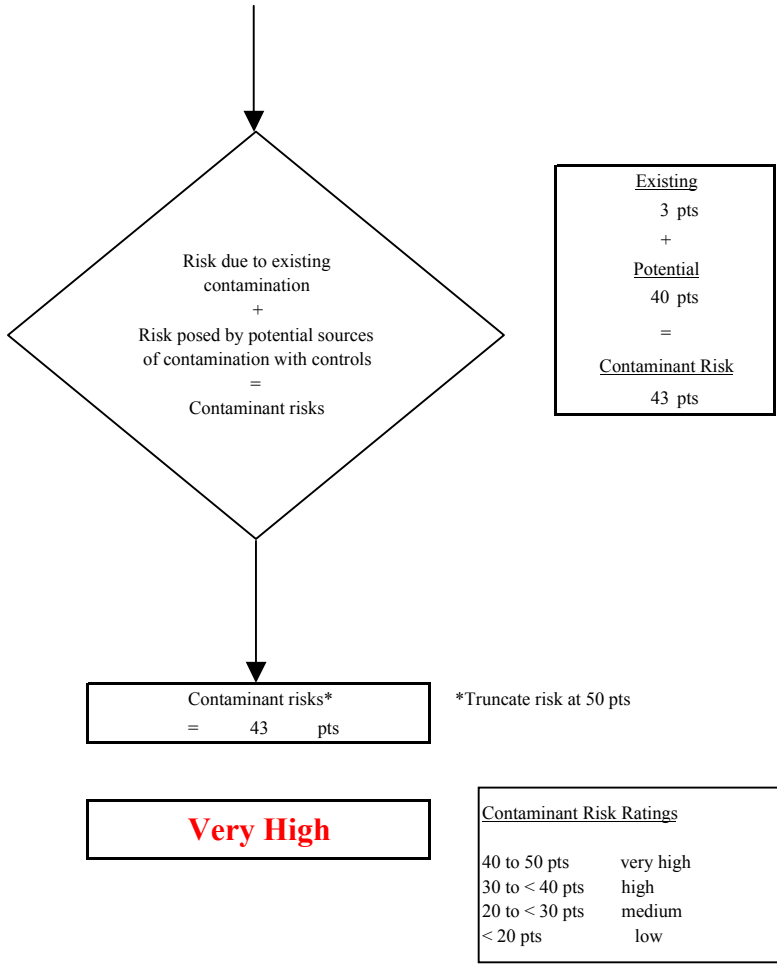 Risk due to existing
contamination
+
Risk posed by potential sources
of contamination with controls
=
Contaminant risks
Existing
3 pts
+
Potential
40 pts
=
Contaminant Risk
43 pts
Contaminant risks*
= 43 pts
*Truncate risk at 50 pts
Very High
Contaminant Risk Ratings
40 to 50 pts very high
30 to < 40 pts high
20 to < 30 pts medium
< 20 pts low